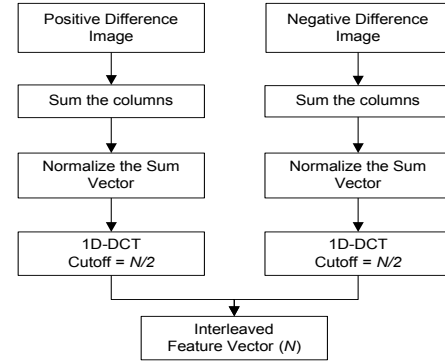 Positive Difference
Image
Sum the columns
Normalize the Sum
Vector
1D-DCT
Cutoff = N/2
Negative Difference
Image
Sum the columns
Normalize the Sum
Vector
1D-DCT
Cutoff = N/2
Interleaved
Feature Vector (N)